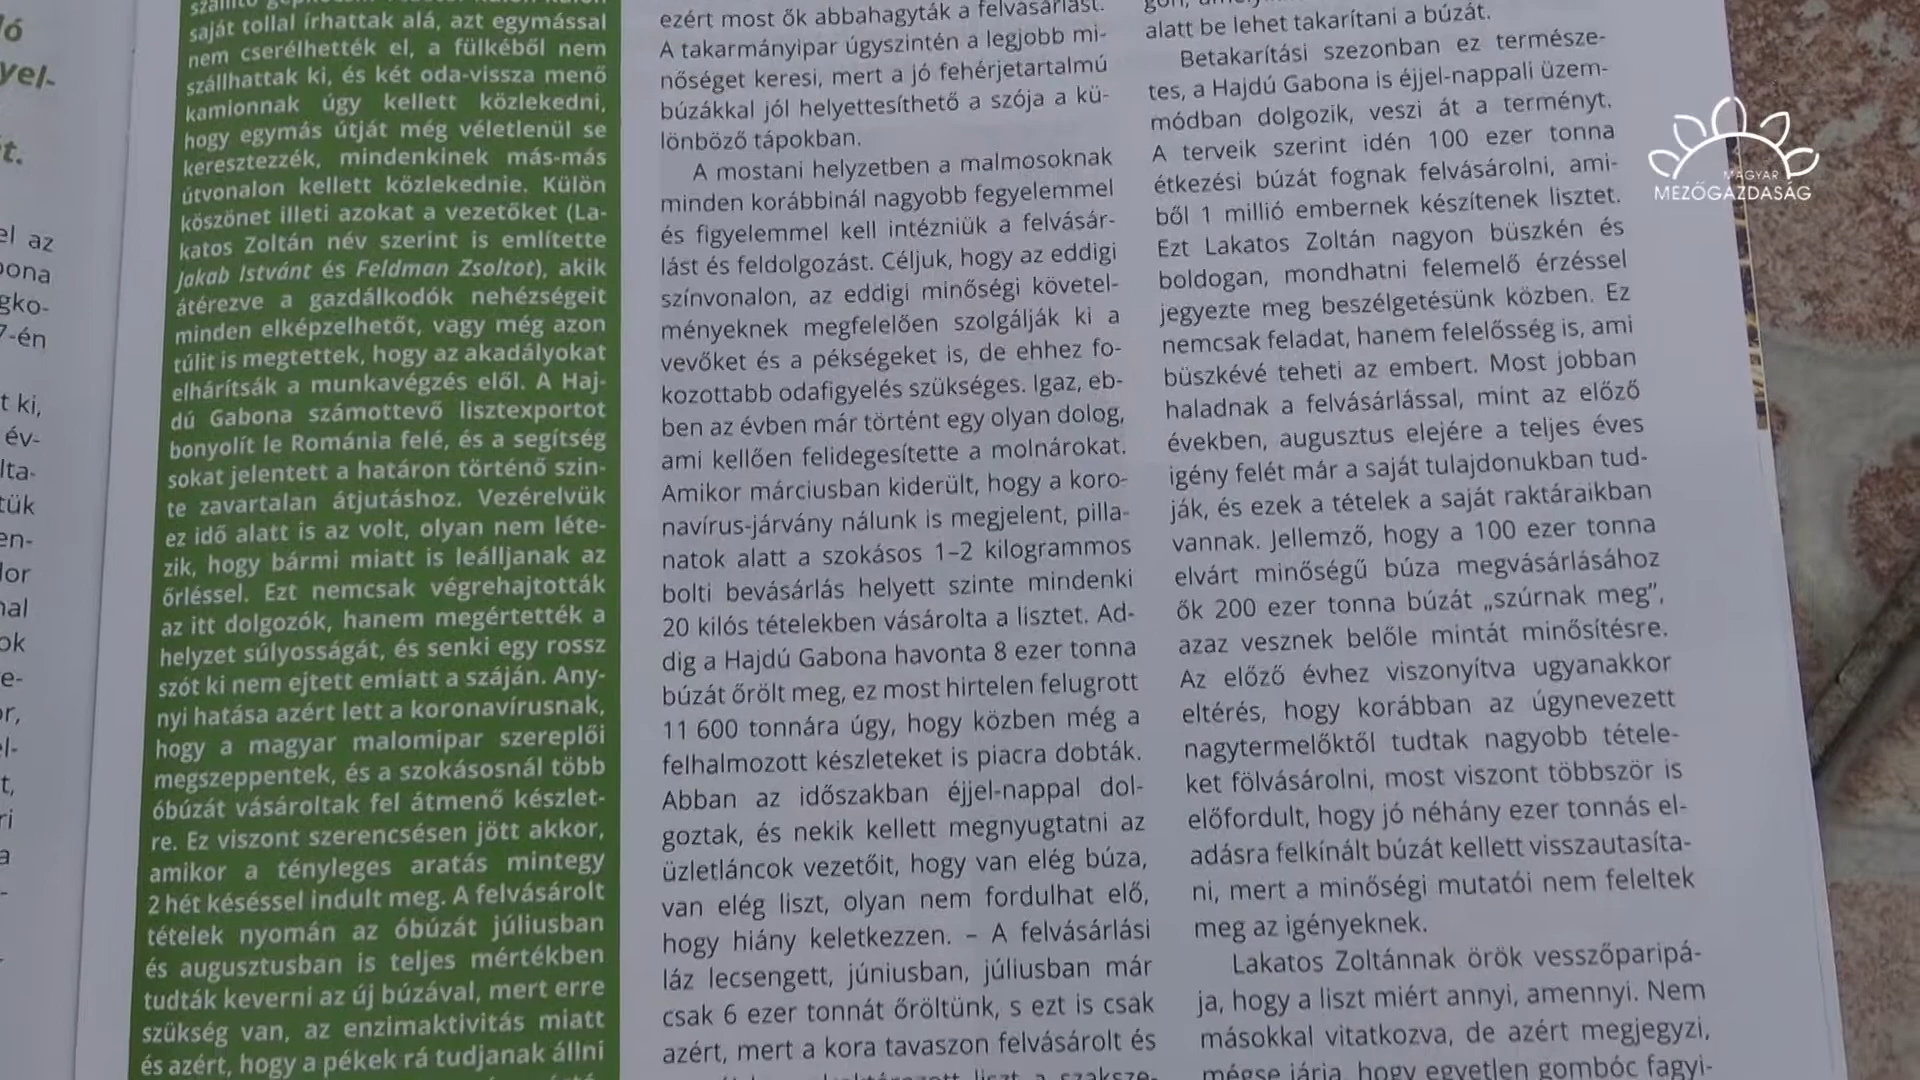 ló
yel-
t.
el az
bona
gko-
7-én
t ki,
év-
lta-
tük
en-
dor
nal
ok
e-
or,
el-
t,
ri
a
saját tollal írhattak alá, azt egymással
nem cserélhették el, a fülkéből nem
szállhattak ki, és két oda-vissza menő
kamionnak úgy kellett közlekedni,
hogy egymás útját még véletlenül se
keresztezzék, mindenkinek más-más
útvonalon kellett közlekednie. Külön
köszönet illeti azokat a vezetőket (La-
katos Zoltán név szerint is említette
Jakab Istvánt és Feldman Zsoltot), akik
átérezve a gazdálkodók nehézségeit
minden elképzelhetőt, vagy még azon
túlit is megtettek, hogy az akadályokat
elhárítsák a munkavégzés elől. A Haj-
dú Gabona számottevő lisztexportot
bonyolít le Románia felé, és a segítség
sokat jelentett a határon történő szin-
te zavartalan átjutáshoz. Vezérelvük
ez idő alatt is az volt, olyan nem léte-
zik, hogy bármi miatt is leálljanak az
őrléssel. Ezt nemcsak végrehajtották
az itt dolgozók, hanem megértették a
helyzet súlyosságát, és senki egy rossz
szót ki nem ejtett emiatt a száján. Any-
nyi hatása azért lett a koronavírusnak,
hogy a magyar malomipar szereplői
megszeppentek, és a szokásosnál több
óbúzát vásároltak fel átmenő készlet-
re. Ez viszont szerencsésen jött akkor,
amikor a tényleges aratás mintegy
2 hét késéssel indult meg. A felvásárolt
tételek nyomán az óbúzát júliusban
és augusztusban is teljes mértékben
tudták keverni az új búzával, mert erre
szükség van, az enzimaktivitás miatt
és azért, hogy a pékek rá tudjanak állni
ezért most ők abbahagyták a felvásárlást.
A takarmányipar úgyszintén a legjobb mi-
nőséget keresi, mert a jó fehérjetartalmú
búzákkal jól helyettesíthető a szója a kü-
lönböző tápokban.
A mostani helyzetben a malmosoknak
minden korábbinál nagyobb fegyelemmel
és figyelemmel kell intézniük a felvásár-
lást és feldolgozást. Céljuk, hogy az eddigi
színvonalon, az eddigi minőségi követel-
ményeknek megfelelően szolgálják ki a
vevőket és a pékségeket is, de ehhez fo-
kozottabb odafigyelés szükséges. Igaz, eb-
ben az évben már történt egy olyan dolog,
ami kellően felidegesítette a molnárokat.
Amikor márciusban kiderült, hogy a koro-
navírus-járvány nálunk is megjelent, pilla-
natok alatt a szokásos 1–2 kilogrammos
bolti bevásárlás helyett szinte mindenki
20 kilós tételekben vásárolta a lisztet. Ad-
dig a Hajdú Gabona havonta 8 ezer tonna
búzát őrölt meg, ez most hirtelen felugrott
11 600 tonnára úgy, hogy közben még a
felhalmozott készleteket is piacra dobták.
Abban az időszakban éjjel-nappal dol-
goztak, és nekik kellett megnyugtatni az
üzletláncok vezetőit, hogy van elég búza,
van elég liszt, olyan nem fordulhat elő,
hogy hiány keletkezzen. – A felvásárlási
láz lecsengett, júniusban, júliusban már
csak 6 ezer tonnát őröltünk, s ezt is csak
azért, mert a kora tavaszon felvásárolt és
alatt be lehet takarítani a búzát.
Betakarítási szezonban ez természe-
tes, a Hajdú Gabona is éjjel-nappali üzem-
módban dolgozik, veszi át a terményt.
A terveik szerint idén 100 ezer tonna
étkezési búzát fognak felvásárolni, ami-
ből 1 millió embernek készítenek lisztet.
Ezt Lakatos Zoltán nagyon büszkén és
boldogan, mondhatni felemelő érzéssel
jegyezte meg beszélgetésünk közben. Ez
nemcsak feladat, hanem felelősség is, ami
büszkévé teheti az embert. Most jobban
haladnak a felvásárlással, mint az előző
években, augusztus elejére a teljes éves
igény felét már a saját tulajdonukban tud-
ják, és ezek a tételek a saját raktáraikban
vannak. Jellemző, hogy a 100 ezer tonna
elvárt minőségű búza megvásárlásához
ők 200 ezer tonna búzát „szúrnak meg”,
azaz vesznek belőle mintát minősítésre.
Az előző évhez viszonyítva ugyanakkor
eltérés, hogy korábban az úgynevezett
nagytermelőktől tudtak nagyobb tétele-
ket fölvásárolni, most viszont többször is
előfordult, hogy jó néhány ezer tonnás el-
adásra felkínált búzát kellett visszautasíta-
ni, mert a minőségi mutatói nem feleltek
meg az igényeknek.
Lakatos Zoltánnak örök vesszőparipá-
ja, hogy a liszt miért annyi, amennyi. Nem
másokkal vitatkozva, de azért megjegyzi,
mégse járja, hogy egyetlen gombóc fagyi-
MAGYAR
MEZŐGAZDASÁG